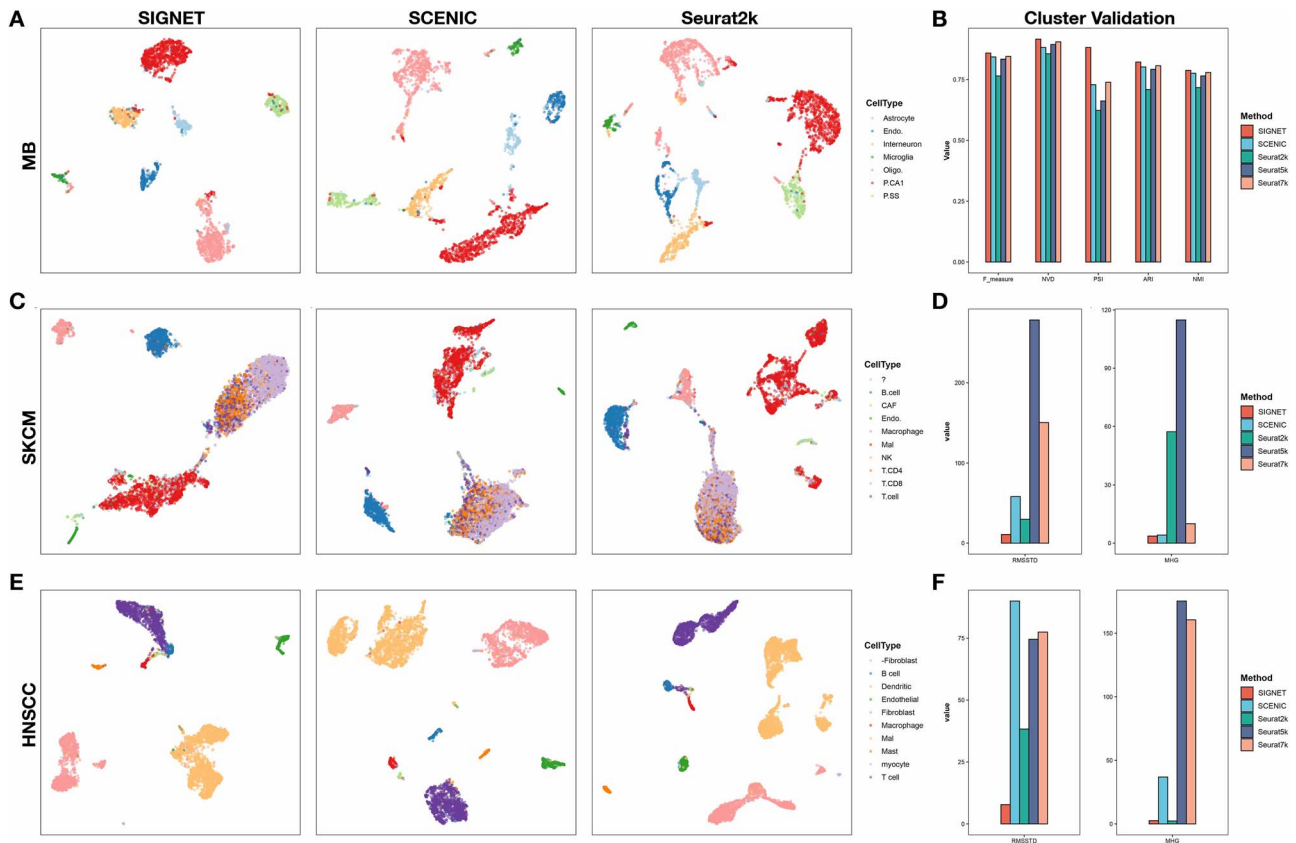 SIGNET
SCENIC
Seurat2k
Cluster Validation
A
MB
CellType
Astrocyte
Endo.
Interneuron
Microglia
Oligo.
P.CA1
P.SS
B
Value
0.75
0.50
0.25
0.00
F_measure
NVD
PSI
ARI
NMI
Method
SIGNET
SCENIC
Seurat2k
Seurat5k
Seurat7k
C
SKCM
CellType
?
B.cell
CAF
Endo.
Macrophage
Mal
NK
T.CD4
T.CD8
T.cell
D
value
200
100
0
RMSSTD
120
90
60
30
0
MHG
Method
SIGNET
SCENIC
Seurat2k
Seurat5k
Seurat7k
E
HNSCC
CellType
-Fibroblast
B cell
Dendritic
Endothelial
Fibroblast
Macrophage
Mal
Mast
myocyte
T cell
F
value
75
50
25
0
RMSSTD
150
100
50
0
MHG
Method
SIGNET
SCENIC
Seurat2k
Seurat5k
Seurat7k